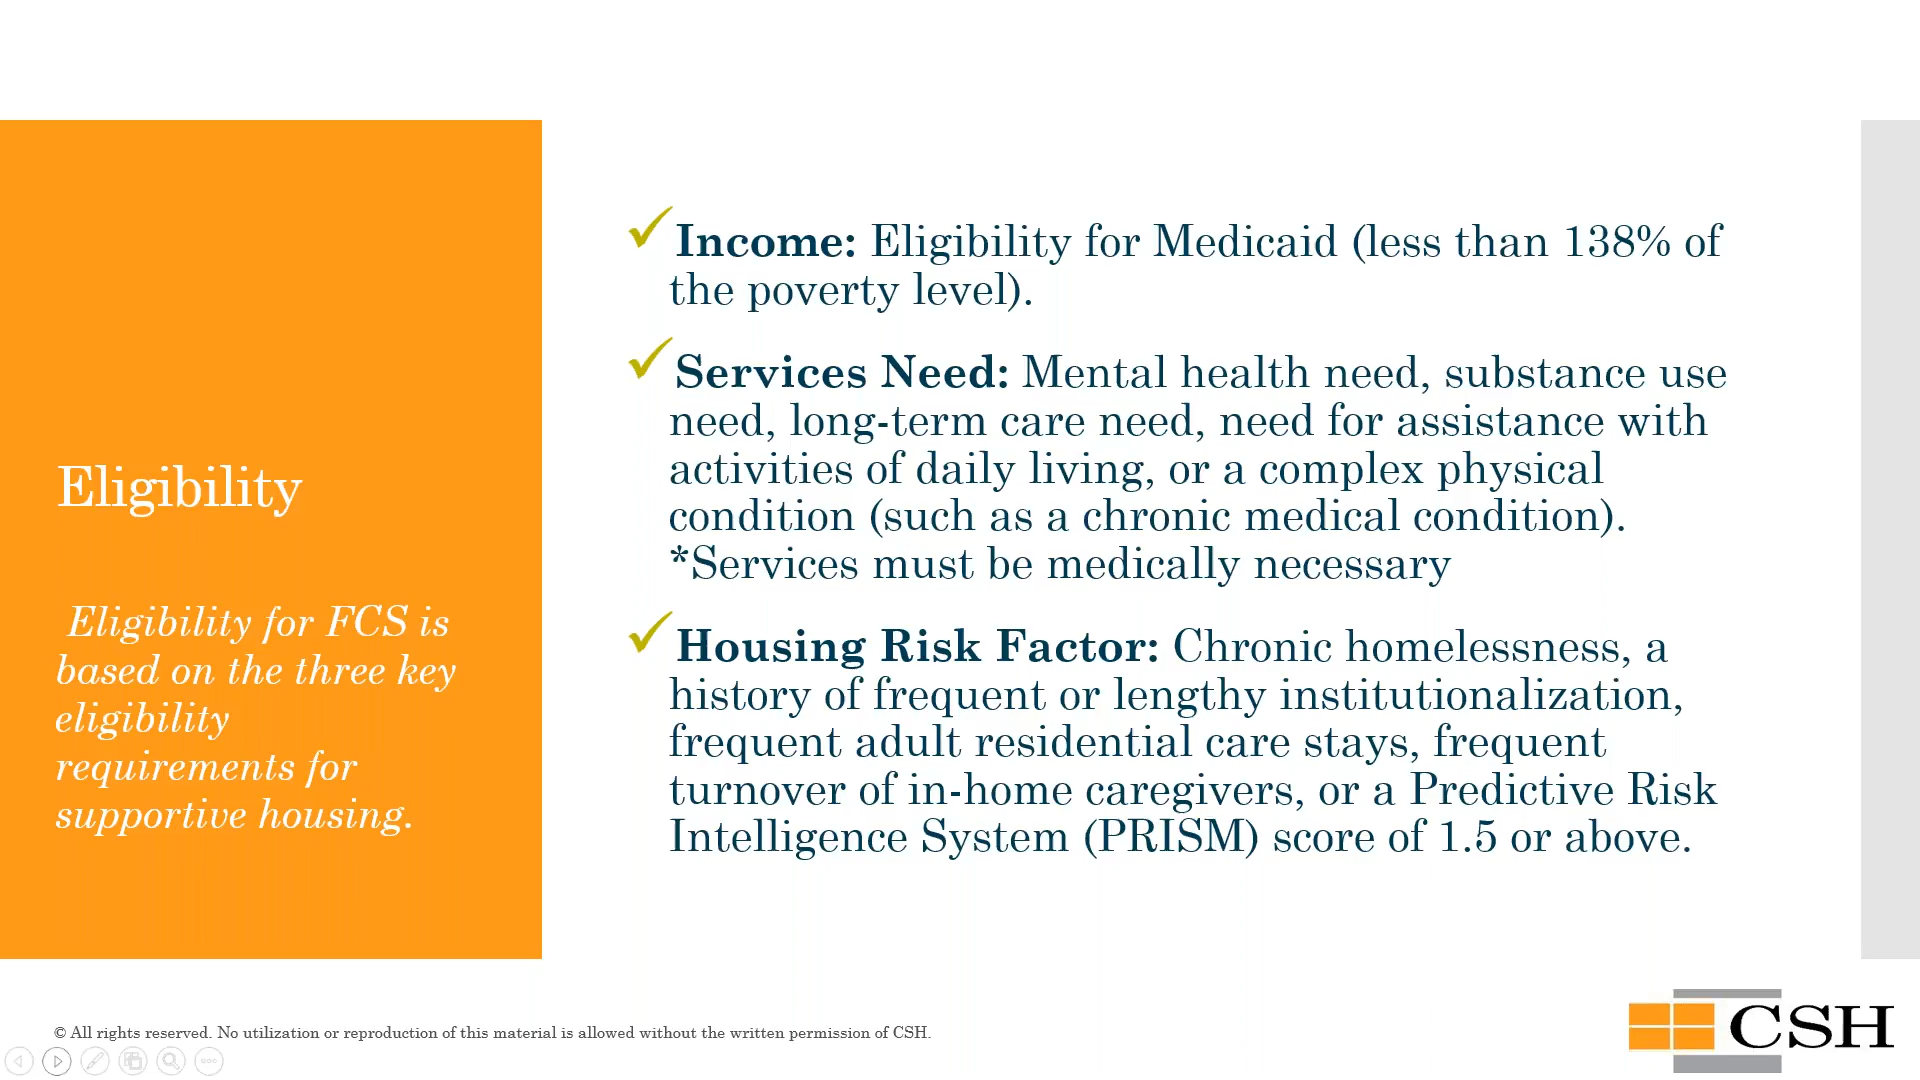 Eligibility
Eligibility for FCS is
based on the three key
eligibility
requirements for
supportive housing.
Income: Eligibility for Medicaid (less than 138% of
the poverty level).
Services Need: Mental health need, substance use
need, long-term care need, need for assistance with
activities of daily living, or a complex physical
condition (such as a chronic medical condition).
*Services must be medically necessary
Housing Risk Factor: Chronic homelessness, a
history of frequent or lengthy institutionalization,
frequent adult residential care stays, frequent
turnover of in-home caregivers, or a Predictive Risk
Intelligence System (PRISM) score of 1.5 or above.
© All rights reserved. No utilization or reproduction of this material is allowed without the written permission of CSH.
CSH